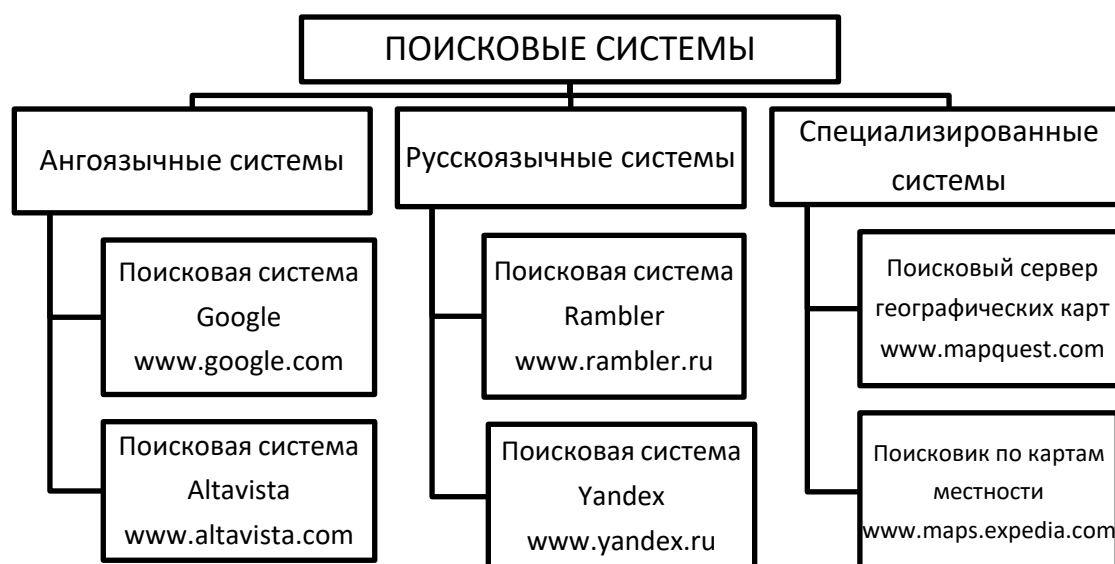 ПОИСКОВЫЕ СИСТЕМЫ
Ангоязычные системы
Поисковая система
Google
www.google.com
Поисковая система
Altavista
www.altavista.com
Русскоязычные системы
Поисковая система
Rambler
www.rambler.ru
Поисковая система
Yandex
www.yandex.ru
Специализированные
системы
Поисковый сервер
географических карт
www.mapquest.com
Поисковик по картам
местности
www.maps.expedia.com